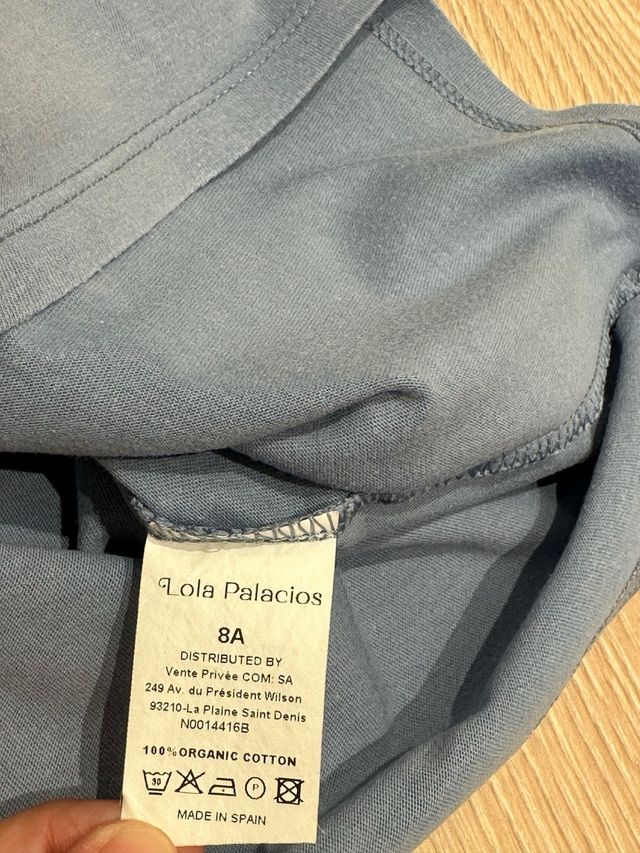 Lola Palacios
8A
DISTRIBUTED BY
Vente Privée COM: SA
249 Av. du Président Wilson
93210-La Plaine Saint Denis
N0014416B
100%ORGANIC COTTON
30 P
MADE IN SPAIN